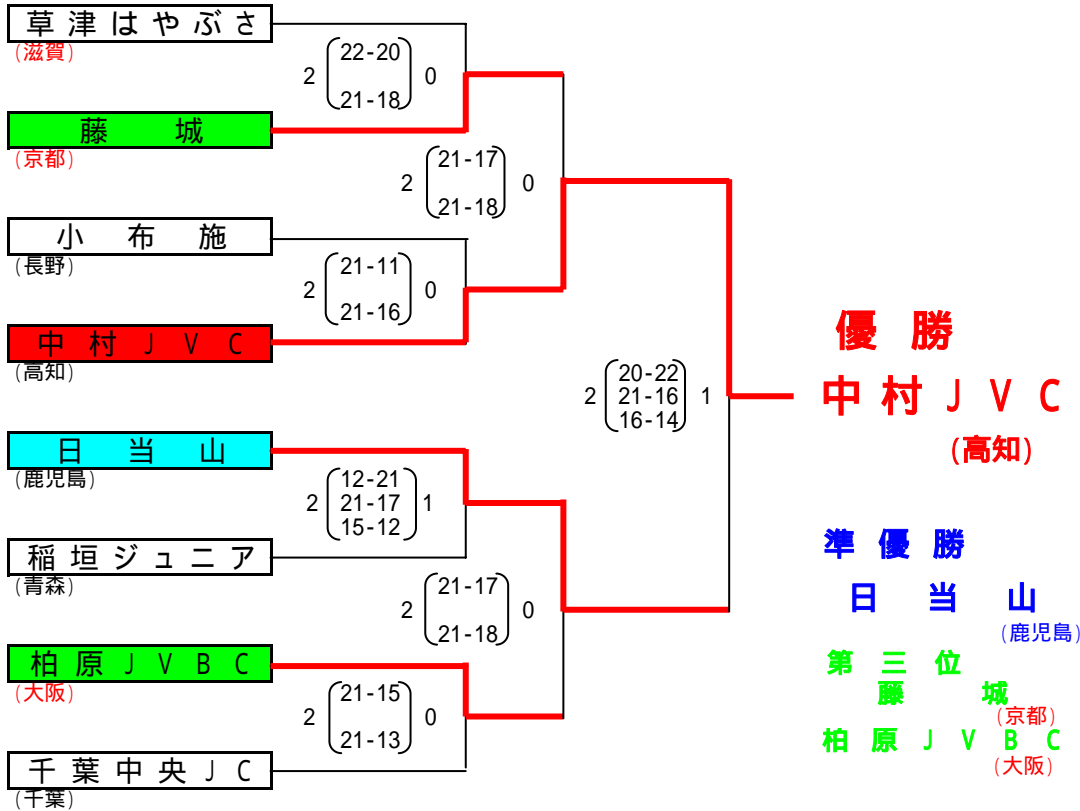 草津はやぶさ
(滋賀)
22-20
2 0
21-18
藤城
(京都)
21-17
2 0
21-18
小布施
(長野)
21-11
2 0
21-16
中村JVC
(高知)
優勝
20-22
2 21-16 1
16-14
中村JVC
(高知)
日当山
(鹿児島)
12-21
2 21-17 1
15-12
稲垣ジュニア
(青森)
21-17
2 0
21-18
準優勝
日当山
(鹿児島)
柏原JVBC
(大阪)
21-15
2 0
21-13
第三位
藤城
(京都)
柏原JVBC
(大阪)
千葉中央JC
(千葉)